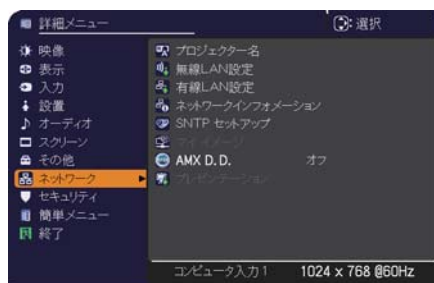 詳細メニュー
:選択
映像
表示
入力
設置
オーディオ
スクリーン
その他
ネットワーク
セキュリティ
簡単メニュー
終了
プロジェクター名
無線LAN設定
有線LAN設定
ネットワークインフォメーション
SNTP セットアップ
マイ イメージ
AMX D. D. オフ
プレゼンテーション
コンピュータ入力1 1024 x 768 @60Hz